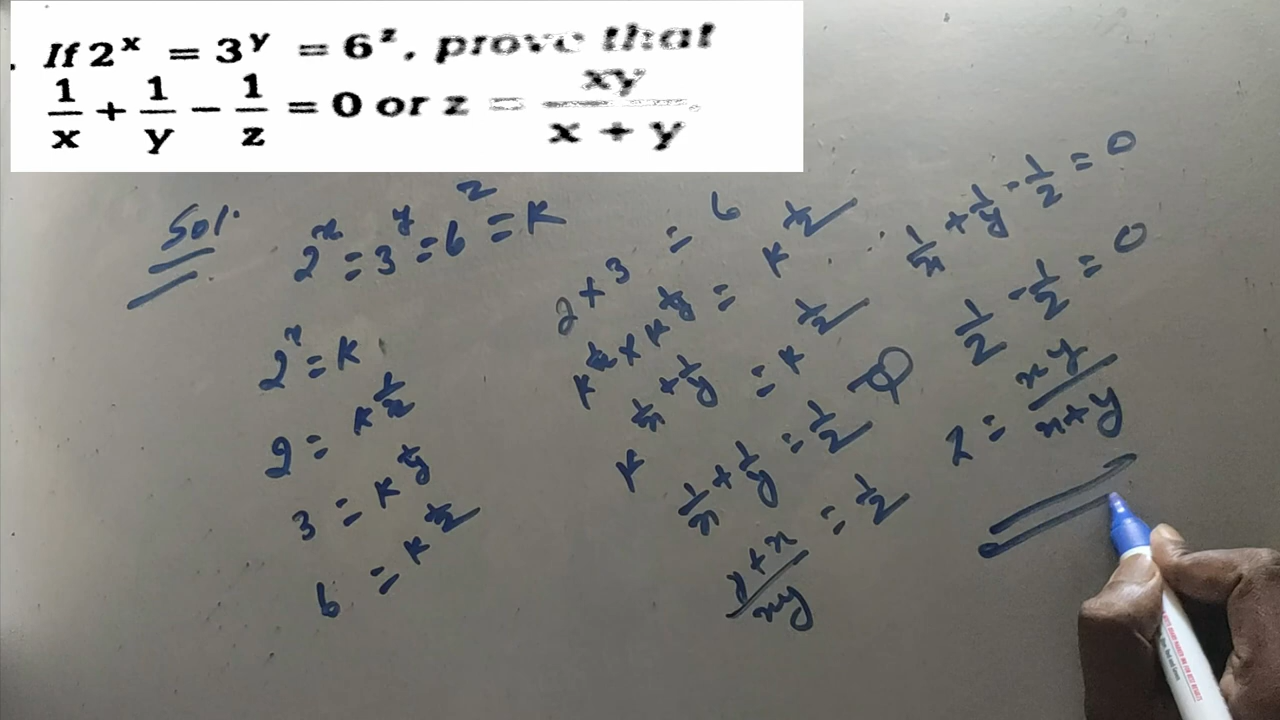 . If 2^x = 3^y = 6^z, prove that
1/x + 1/y - 1/z = 0 or z = xy/(x + y).
Sol.
2^x = 3^y = 6^z = K
2^x = K
2 = K^(1/x)
3 = K^(1/y)
6 = K^(1/z)
2 × 3 = 6
K^(1/x) × K^(1/y) = K^(1/z)
K^(1/x + 1/y) = K^(1/z)
1/x + 1/y = 1/z
(y + x)/xy = 1/z
1/x + 1/y - 1/z = 0
1/z - 1/z = 0
z = xy/(x + y)